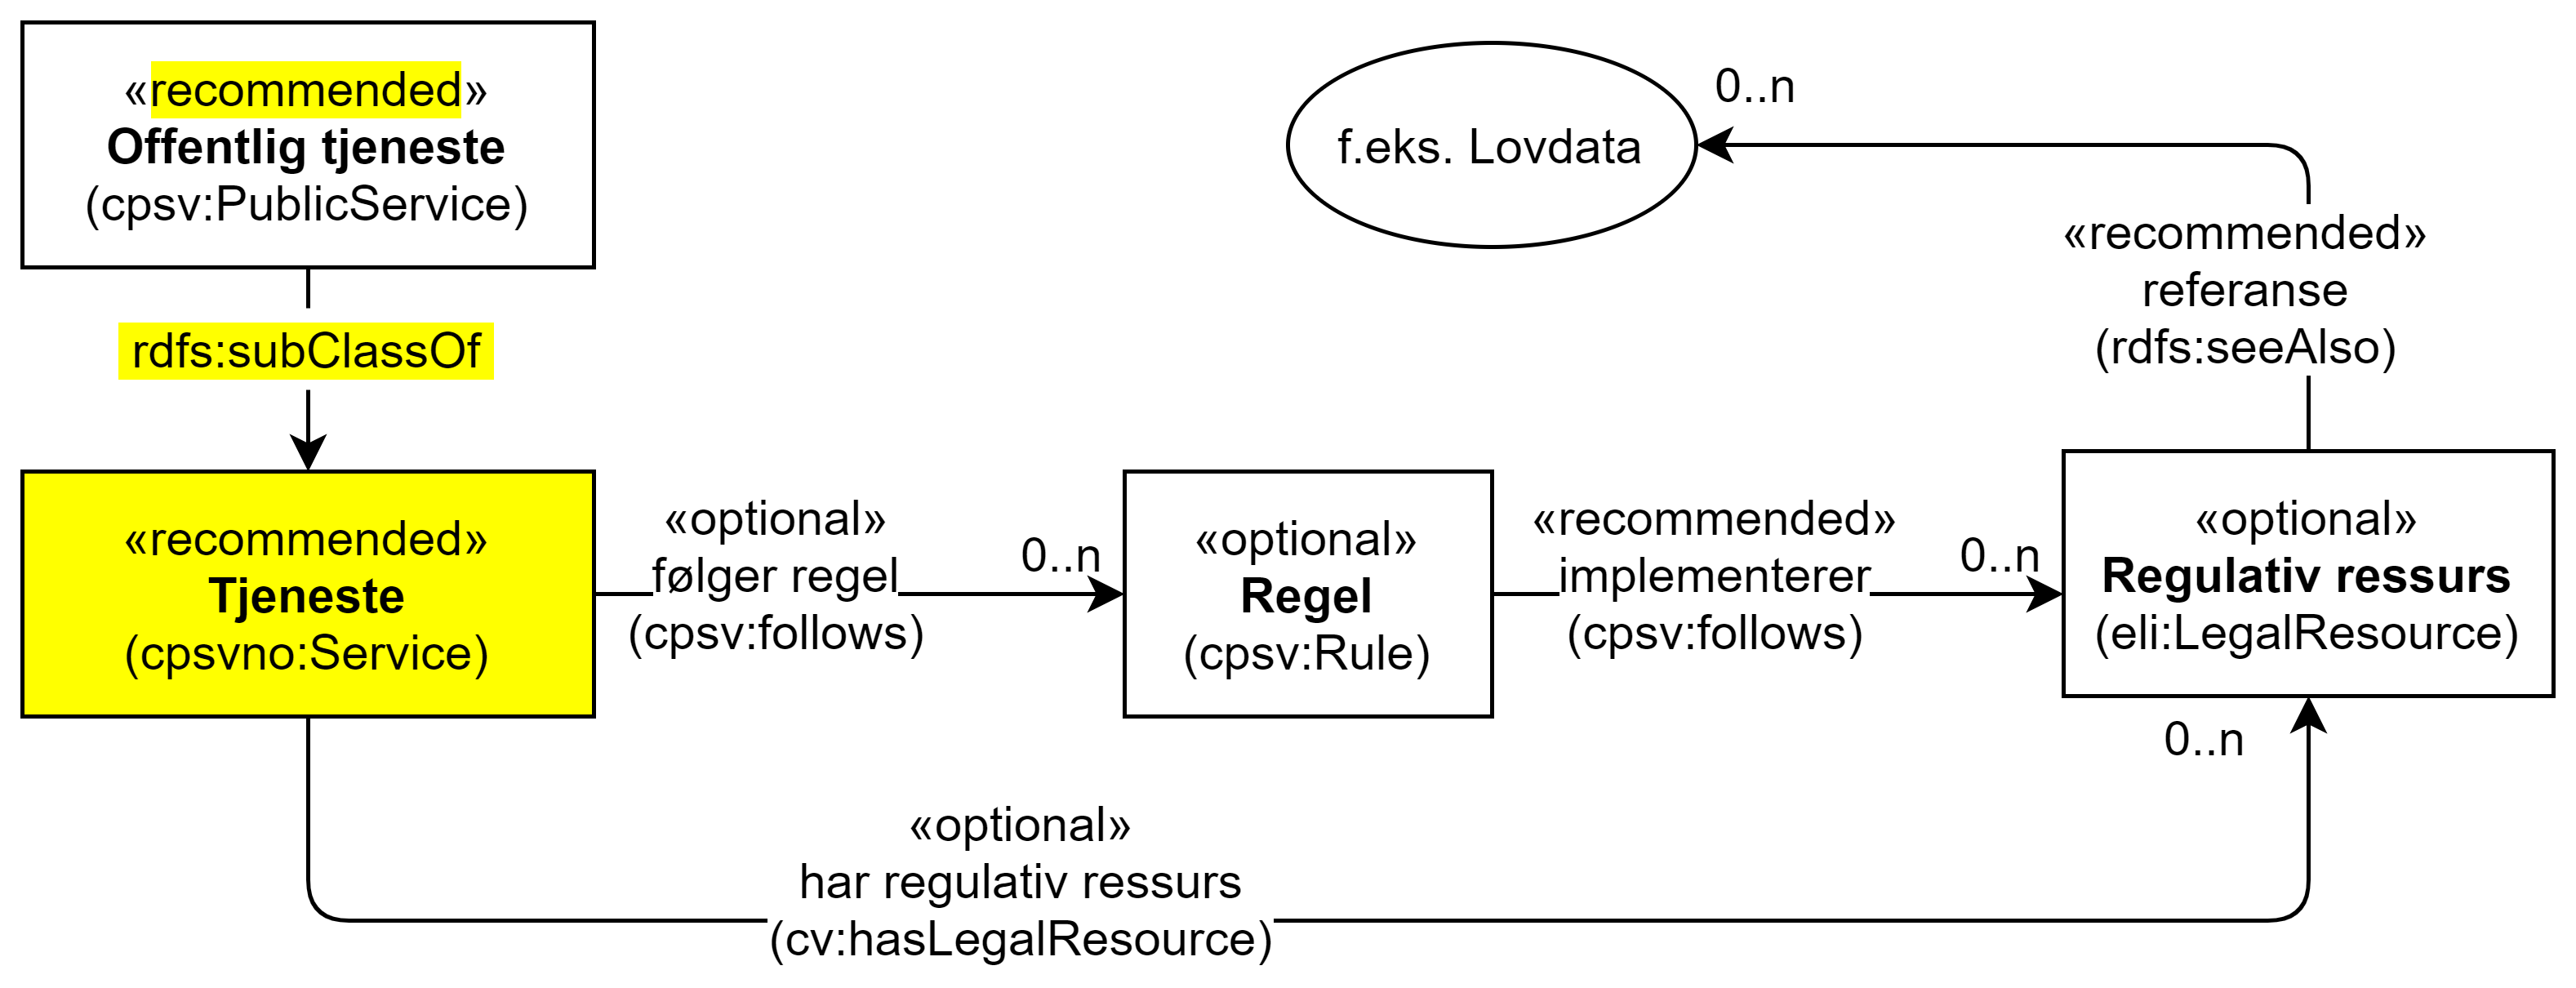 «recommended»
Offentlig tjeneste
(cpsv:PublicService)
f.eks. Lovdata
0..n
«recommended»
referanse
(rdfs:seeAlso)
rdfs:subClassOf
«recommended»
Tjeneste
(cpsvno:Service)
«optional»
følger regel
(cpsv:follows)
0..n
«optional»
Regel
(cpsv:Rule)
«recommended»
implementerer
(cpsv:follows)
0..n
«optional»
Regulativ ressurs
(eli:LegalResource)
0..n
«optional»
har regulativ ressurs
(cv:hasLegalResource)